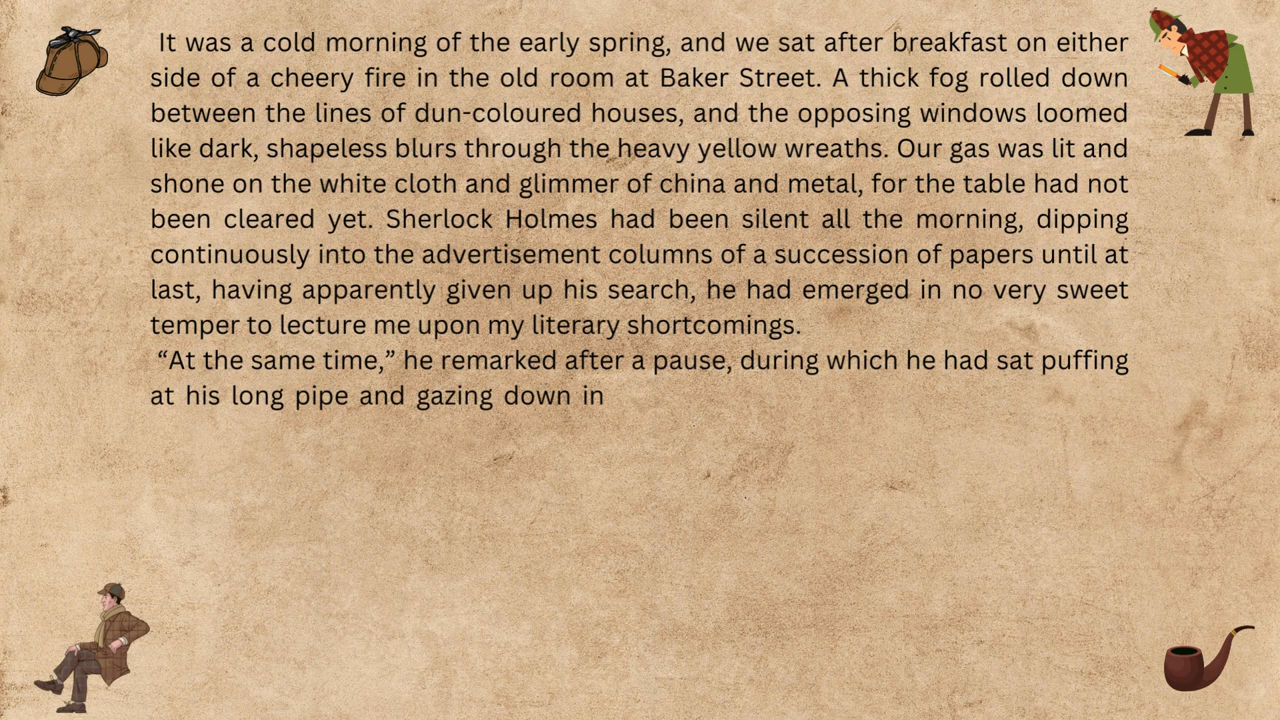 It was a cold morning of the early spring, and we sat after breakfast on either
side of a cheery fire in the old room at Baker Street. A thick fog rolled down
between the lines of dun-coloured houses, and the opposing windows loomed
like dark, shapeless blurs through the heavy yellow wreaths. Our gas was lit and
shone on the white cloth and glimmer of china and metal, for the table had not
been cleared yet. Sherlock Holmes had been silent all the morning, dipping
continuously into the advertisement columns of a succession of papers until at
last, having apparently given up his search, he had emerged in no very sweet
temper to lecture me upon my literary shortcomings.
“At the same time,” he remarked after a pause, during which he had sat puffing
at his long pipe and gazing down in